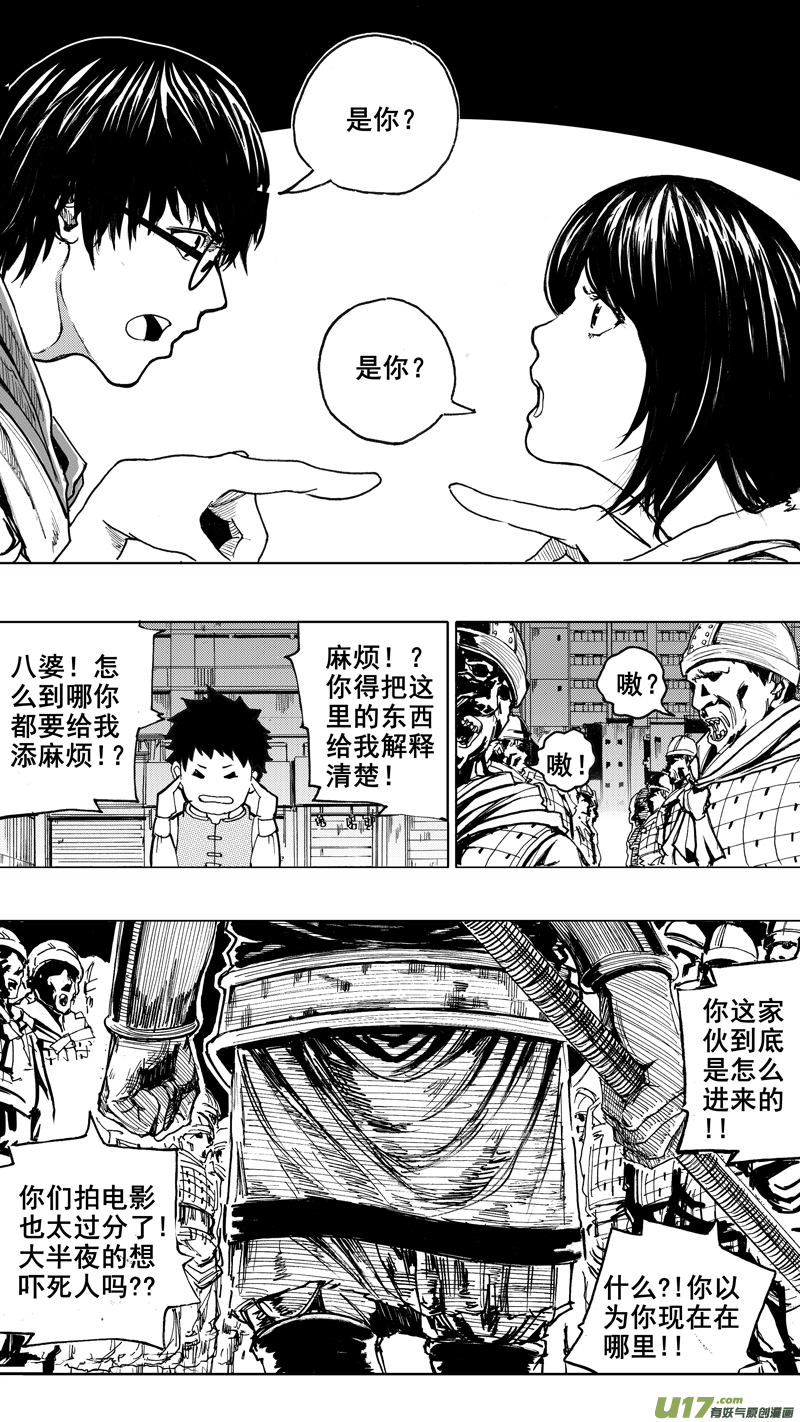 是你？
是你？
八婆！怎
么到哪你
都要给我
添麻烦！？
麻烦！？
你得把这
里的东西
给我解释
清楚！
嗷？
嗷！
你这家
伙到底
是怎么
进来的
！！
你们拍电影
也太过分了！
大半夜的想
吓死人吗？？
什么？！你以
为你现在在
哪里！！
U17.com
有妖气原创漫画